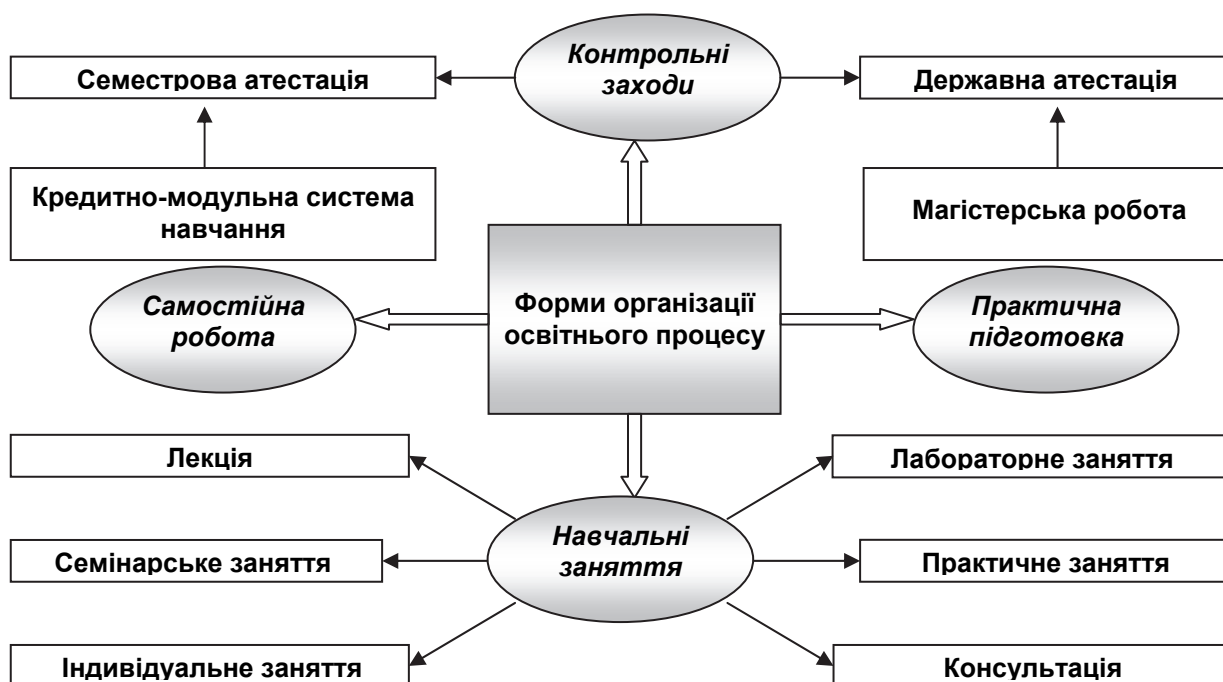 Контрольні
заходи
Семестрова атестація
Державна атестація
Кредитно-модульна система
навчання
Магістерська робота
Самостійна
робота
Форми організації
освітнього процесу
Практична
підготовка
Лекція
Лабораторне заняття
Навчальні
заняття
Семінарське заняття
Практичне заняття
Індивідуальне заняття
Консультація